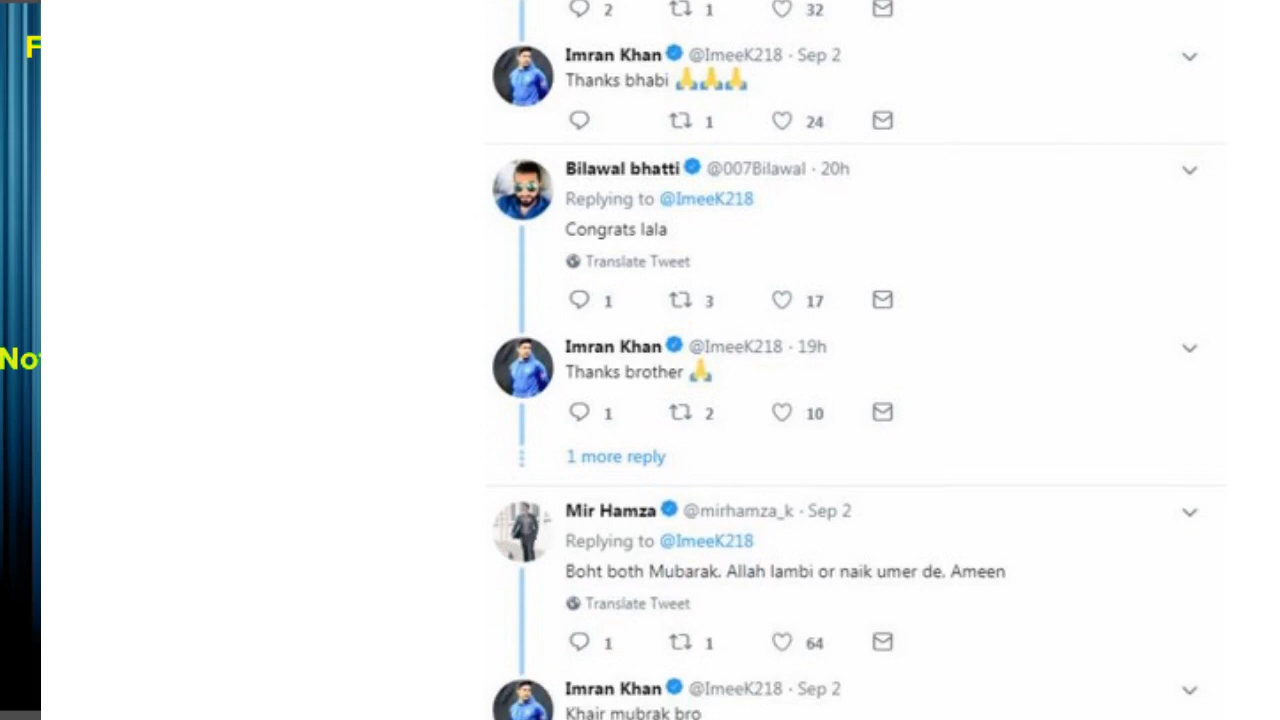 F
No
2 1 32
Imran Khan @ImeeK218 · Sep 2
Thanks bhabi 🙏🙏🙏
1 24
Bilawal bhatti @007Bilawal · 20h
Replying to @ImeeK218
Congrats lala
Translate Tweet
1 3 17
Imran Khan @ImeeK218 · 19h
Thanks brother 🙏
1 2 10
1 more reply
Mir Hamza @mirhamza_k · Sep 2
Replying to @ImeeK218
Boht both Mubarak. Allah lambi or naik umer de. Ameen
Translate Tweet
1 1 64
Imran Khan @ImeeK218 · Sep 2
Khair mubrak bro